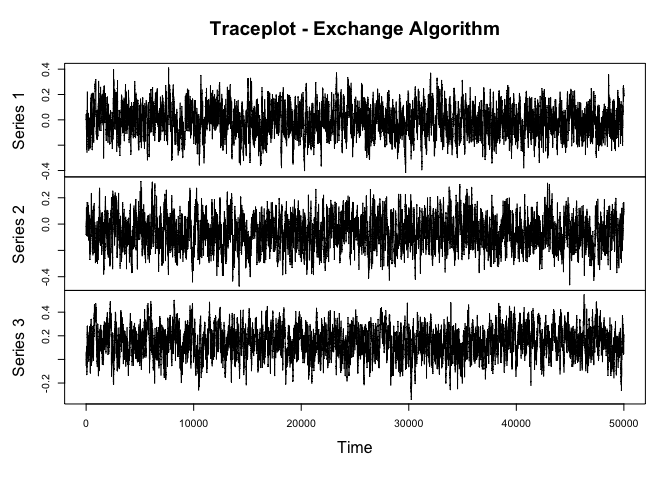 Traceplot - Exchange Algorithm
Series 1
-0.4 0.0 0.2 0.4
Series 2
-0.4 0.0 0.2
Series 3
-0.2 0.2 0.4
0 10000 20000 30000 40000 50000
Time